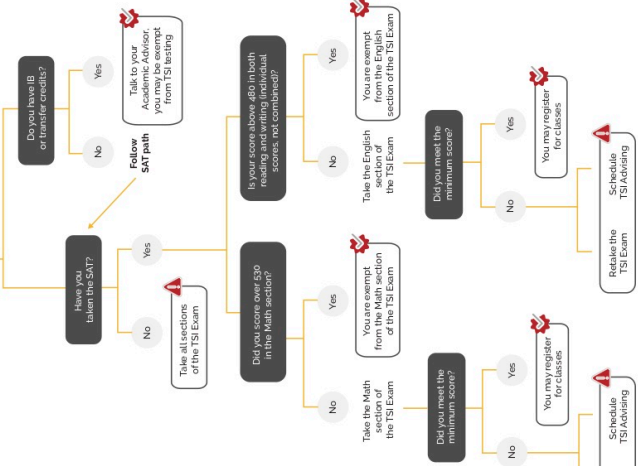 Do you have IB
or transfer credits?
No
Yes
Talk to your
Academic Advisor,
you may be exempt
from TSI testing
Follow
SAT path
Have you
taken the SAT?
No
Yes
Take all sections
of the TSI Exam
Did you score over 530
in the Math section?
No
Yes
Take the Math
section of
the TSI Exam
You are exempt
from the Math section
of the TSI Exam
Did you meet the
minimum score?
No
Yes
You may register
for classes
Schedule
TSI Advising
Is your score above 480 in both
reading and writing (individual
scores, not combined)?
No
Yes
Take the English
section of
the TSI Exam
You are exempt
from the English
section of the TSI Exam
Did you meet the
minimum score?
No
Yes
You may register
for classes
Retake the
TSI Exam
Schedule
TSI Advising